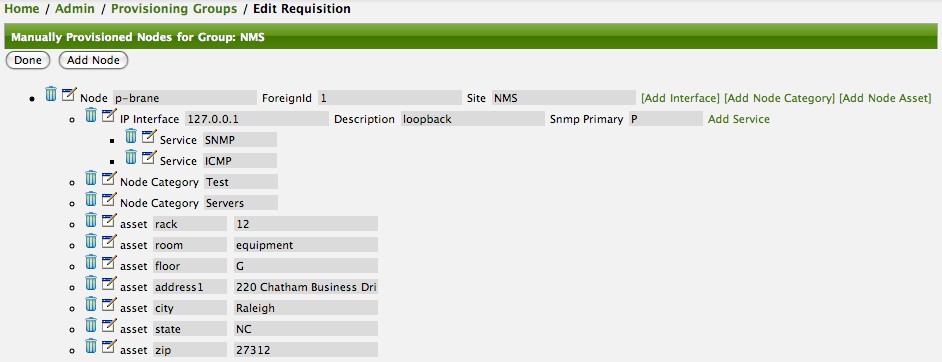 Home / Admin / Provisioning Groups / Edit Requisition
Manually Provisioned Nodes for Group: NMS
Done Add Node
Node p-brane ForeignId 1 Site NMS [Add Interface] [Add Node Category] [Add Node Asset]
IP Interface 127.0.0.1 Description loopback Snmp Primary P Add Service
Service SNMP
Service ICMP
Node Category Test
Node Category Servers
asset rack 12
asset room equipment
asset floor G
asset address1 220 Chatham Business Dri
asset city Raleigh
asset state NC
asset zip 27312